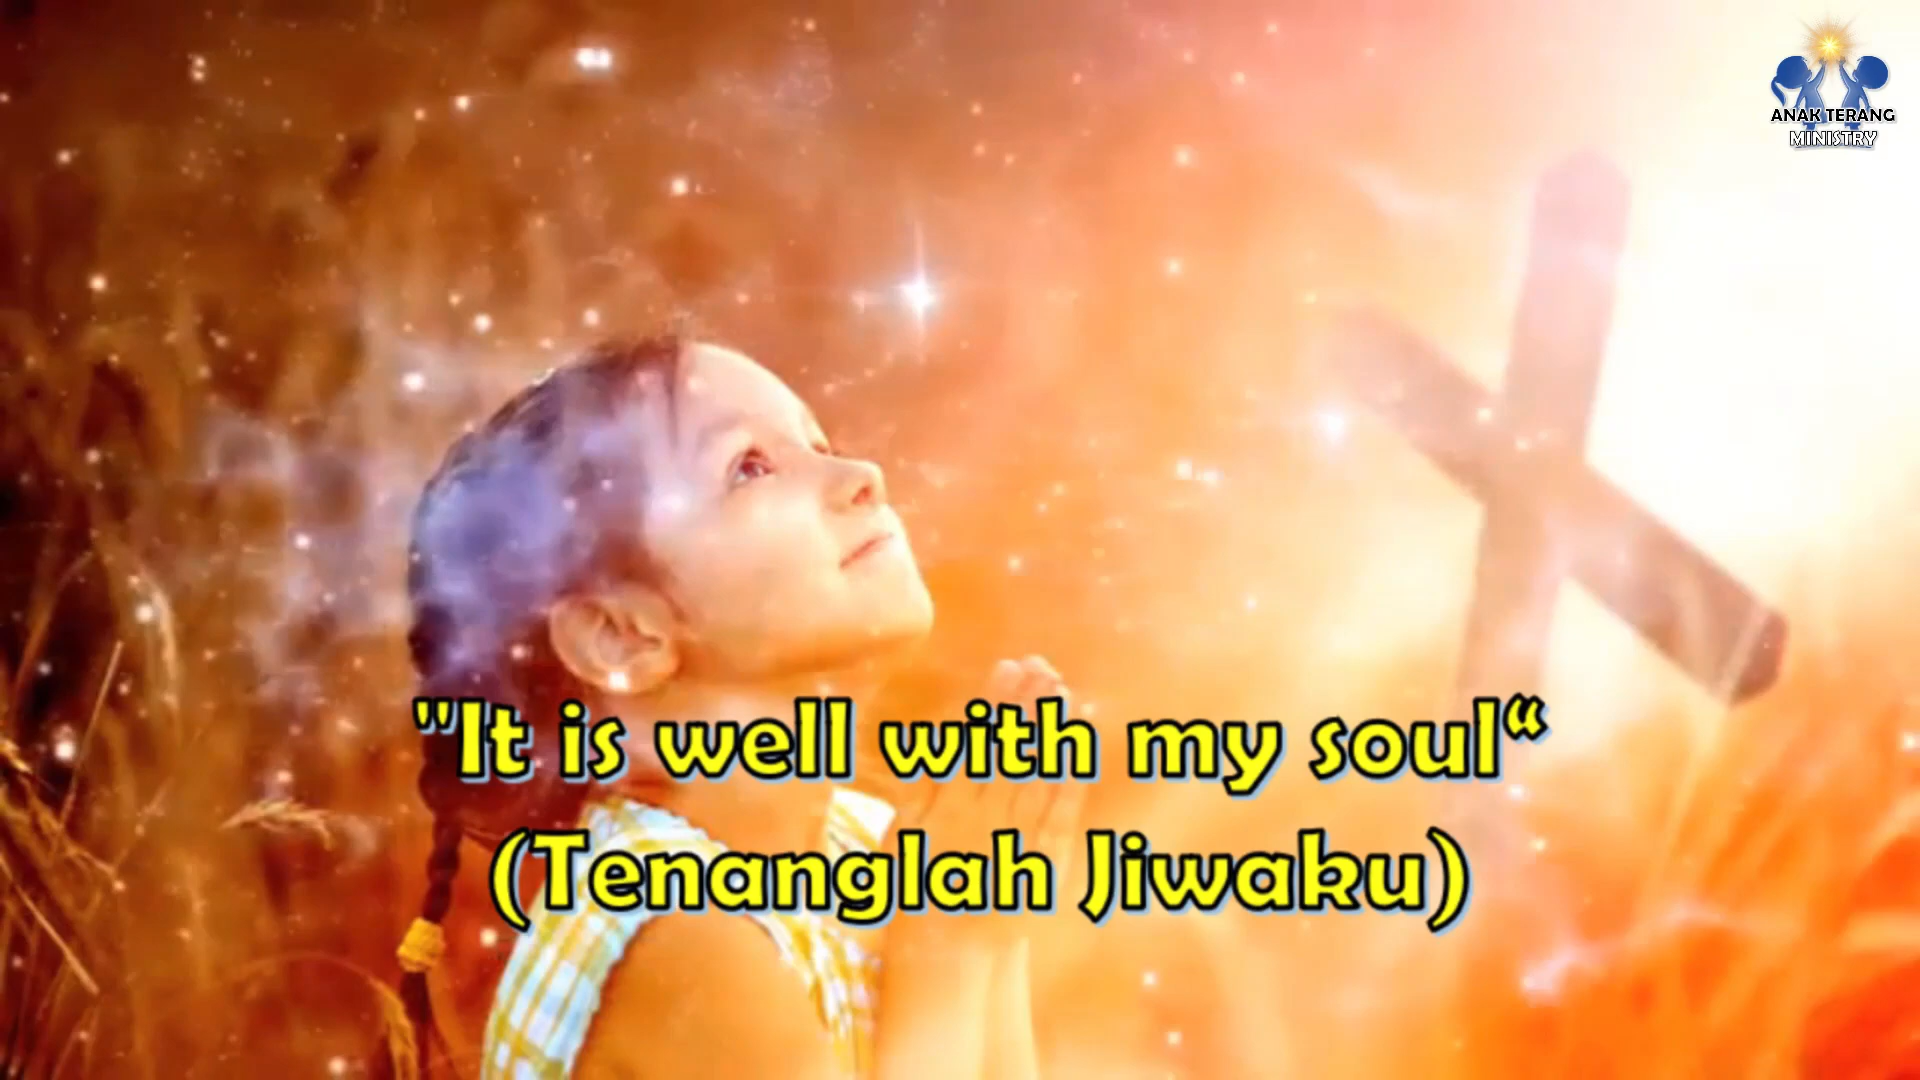 ANAK TERANG
MINISTRY
"It is well with my soul“
(Tenanglah Jiwaku)